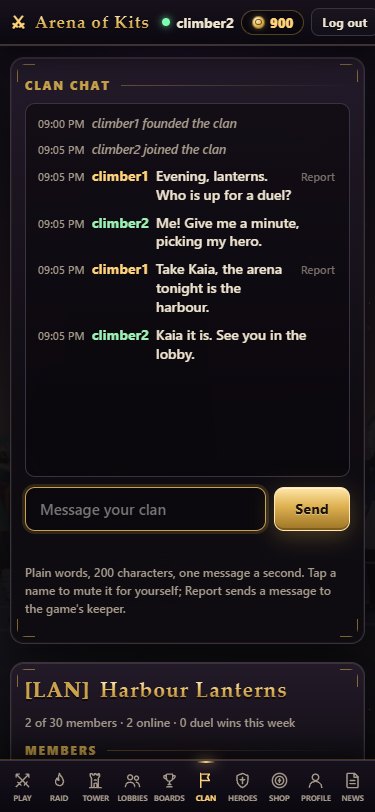 Arena of Kits climber2 900 Log out
CLAN CHAT
09:00 PM climber1 founded the clan
09:05 PM climber2 joined the clan
09:05 PM climber1 Evening, lanterns. Report
Who is up for a duel?
09:05 PM climber2 Me! Give me a minute,
picking my hero.
09:05 PM climber1 Take Kaia, the arena Report
tonight is the
harbour.
09:05 PM climber2 Kaia it is. See you in the
lobby.
Message your clan Send
Plain words, 200 characters, one message a second. Tap a
name to mute it for yourself; Report sends a message to
the game's keeper.
[LAN] Harbour Lanterns
2 of 30 members · 2 online · 0 duel wins this week
MEMBERS
PLAY RAID TOWER LOBBIES BOARDS CLAN HEROES SHOP PROFILE NEWS